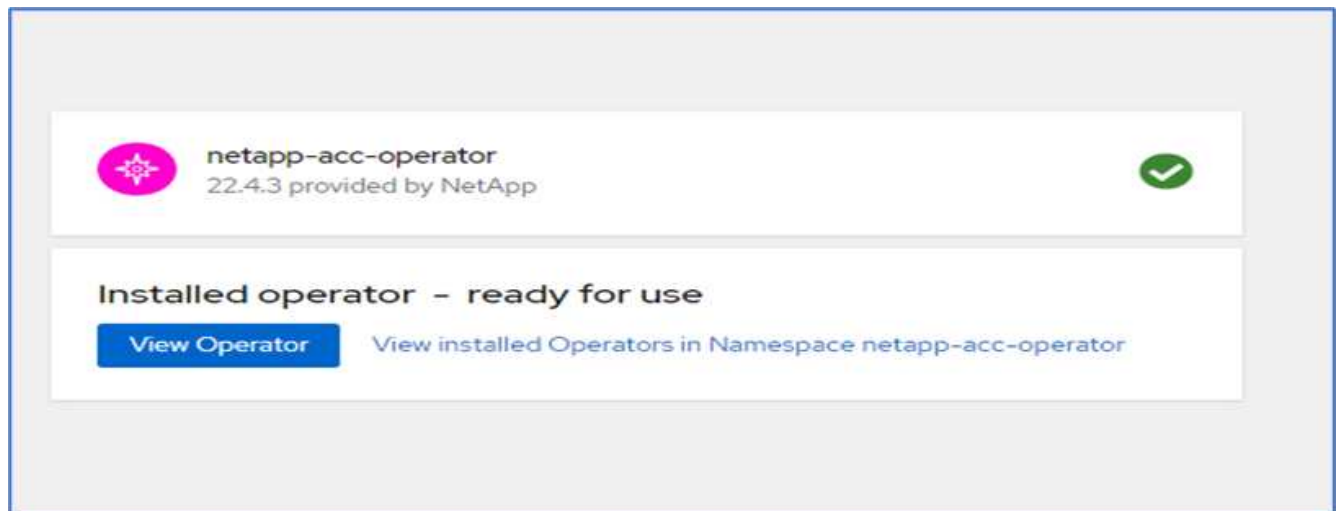 netapp-acc-operator
22.4.3 provided by NetApp
Installed operator – ready for use
View Operator
View installed Operators in Namespace netapp-acc-operator